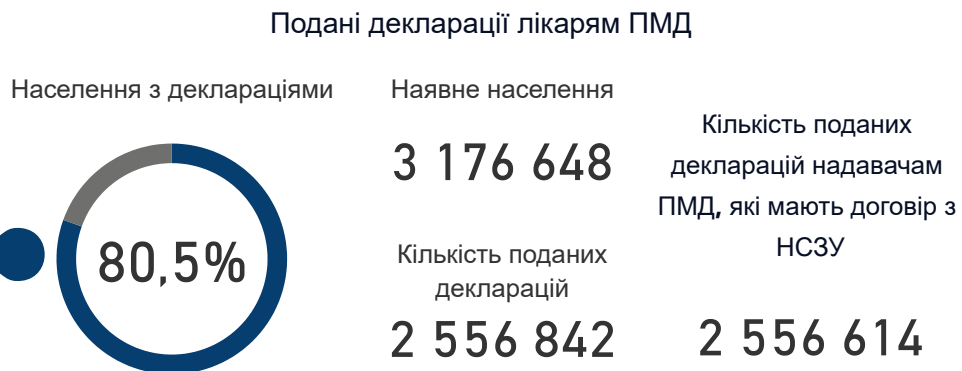 Подані декларації лікарям ПМД
Населення з деклараціями
80,5%
Наявне населення
3 176 648
Кількість поданих
декларацій
2 556 842
Кількість поданих
декларацій надавачам
ПМД, які мають договір з
НСЗУ
2 556 614